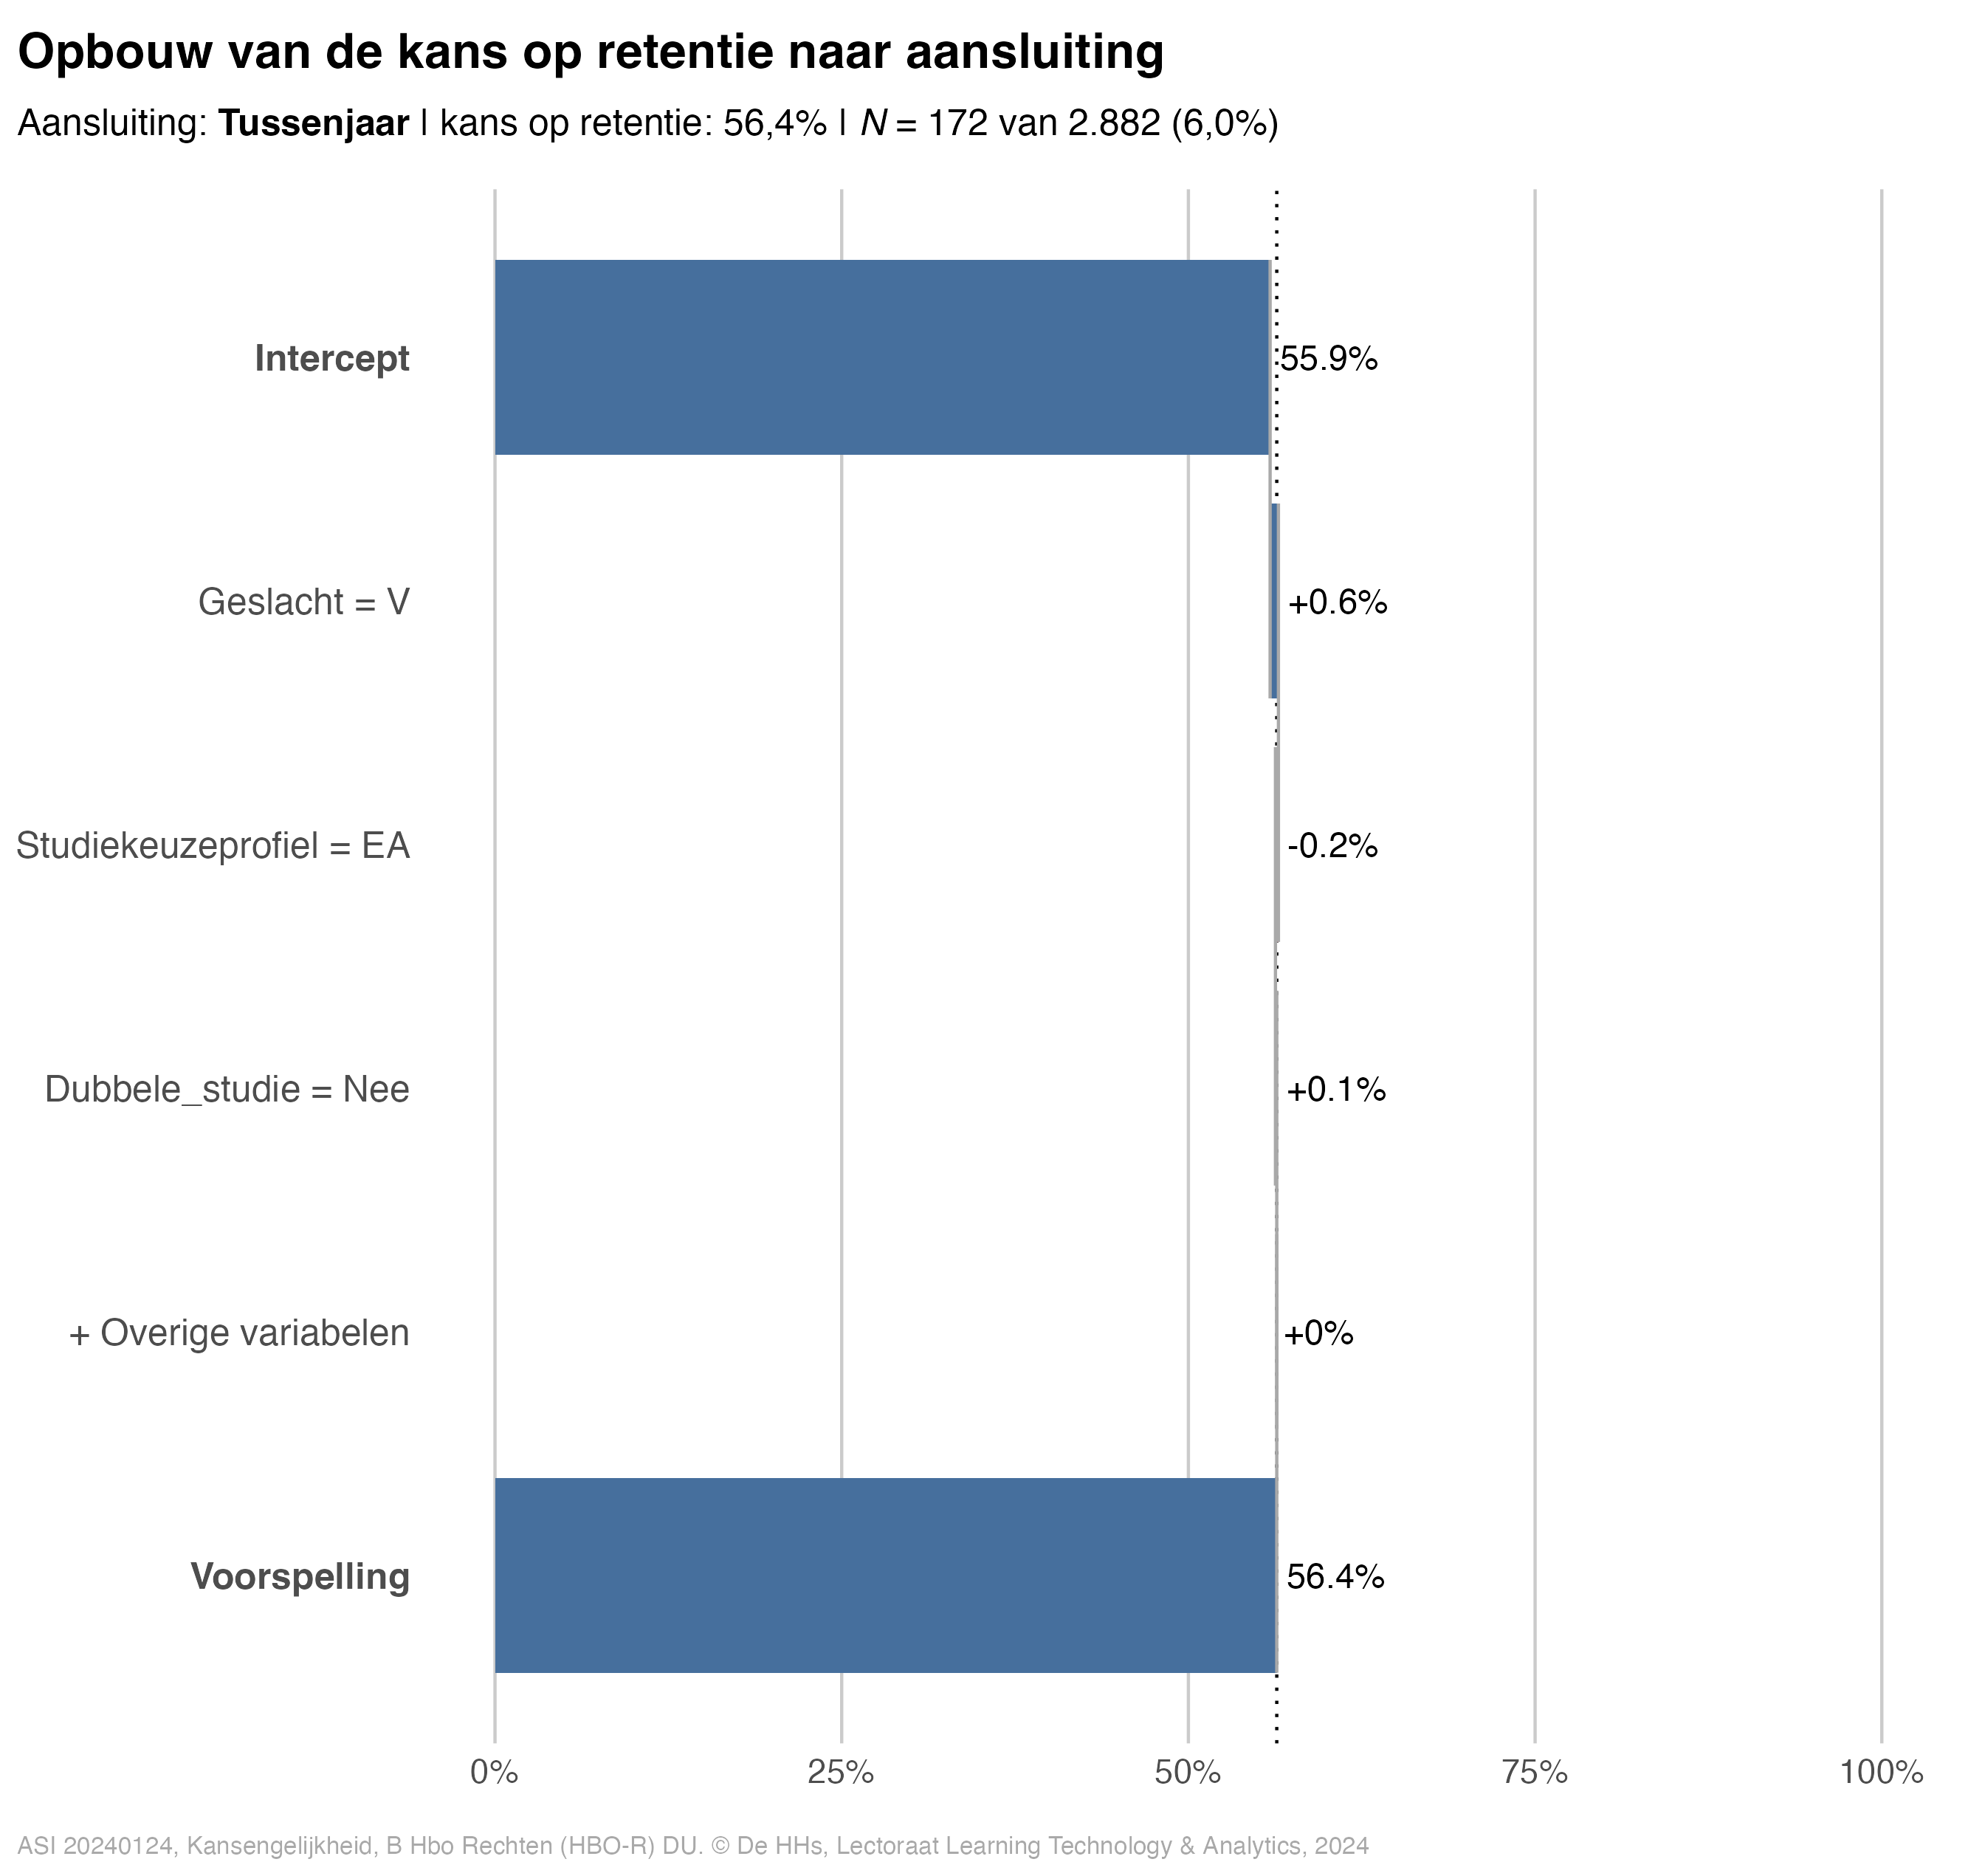 Opbouw van de kans op retentie naar aansluiting
Aansluiting: Tussenjaar | kans op retentie: 56,4% | N = 172 van 2.882 (6,0%)
Intercept
55.9%
Geslacht = V
+0.6%
Studiekeuzeprofiel = EA
-0.2%
Dubbele_studie = Nee
+0.1%
+ Overige variabelen
+0%
Voorspelling
56.4%
0% 25% 50% 75% 100%
ASI 20240124, Kansengelijkheid, B Hbo Rechten (HBO-R) DU. © De HHs, Lectoraat Learning Technology & Analytics, 2024